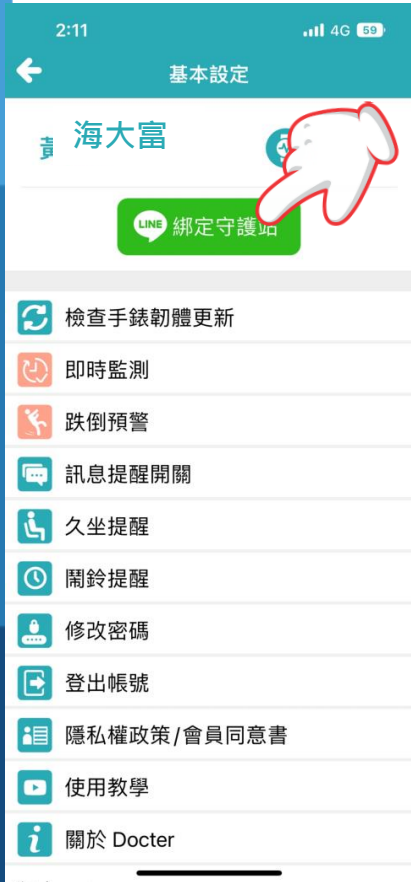 2:11 4G 59
基本設定
海大富
LINE 綁定守護站
檢查手錶韌體更新
即時監測
跌倒預警
訊息提醒開關
久坐提醒
鬧鈴提醒
修改密碼
登出帳號
隱私權政策/會員同意書
使用教學
關於 Docter